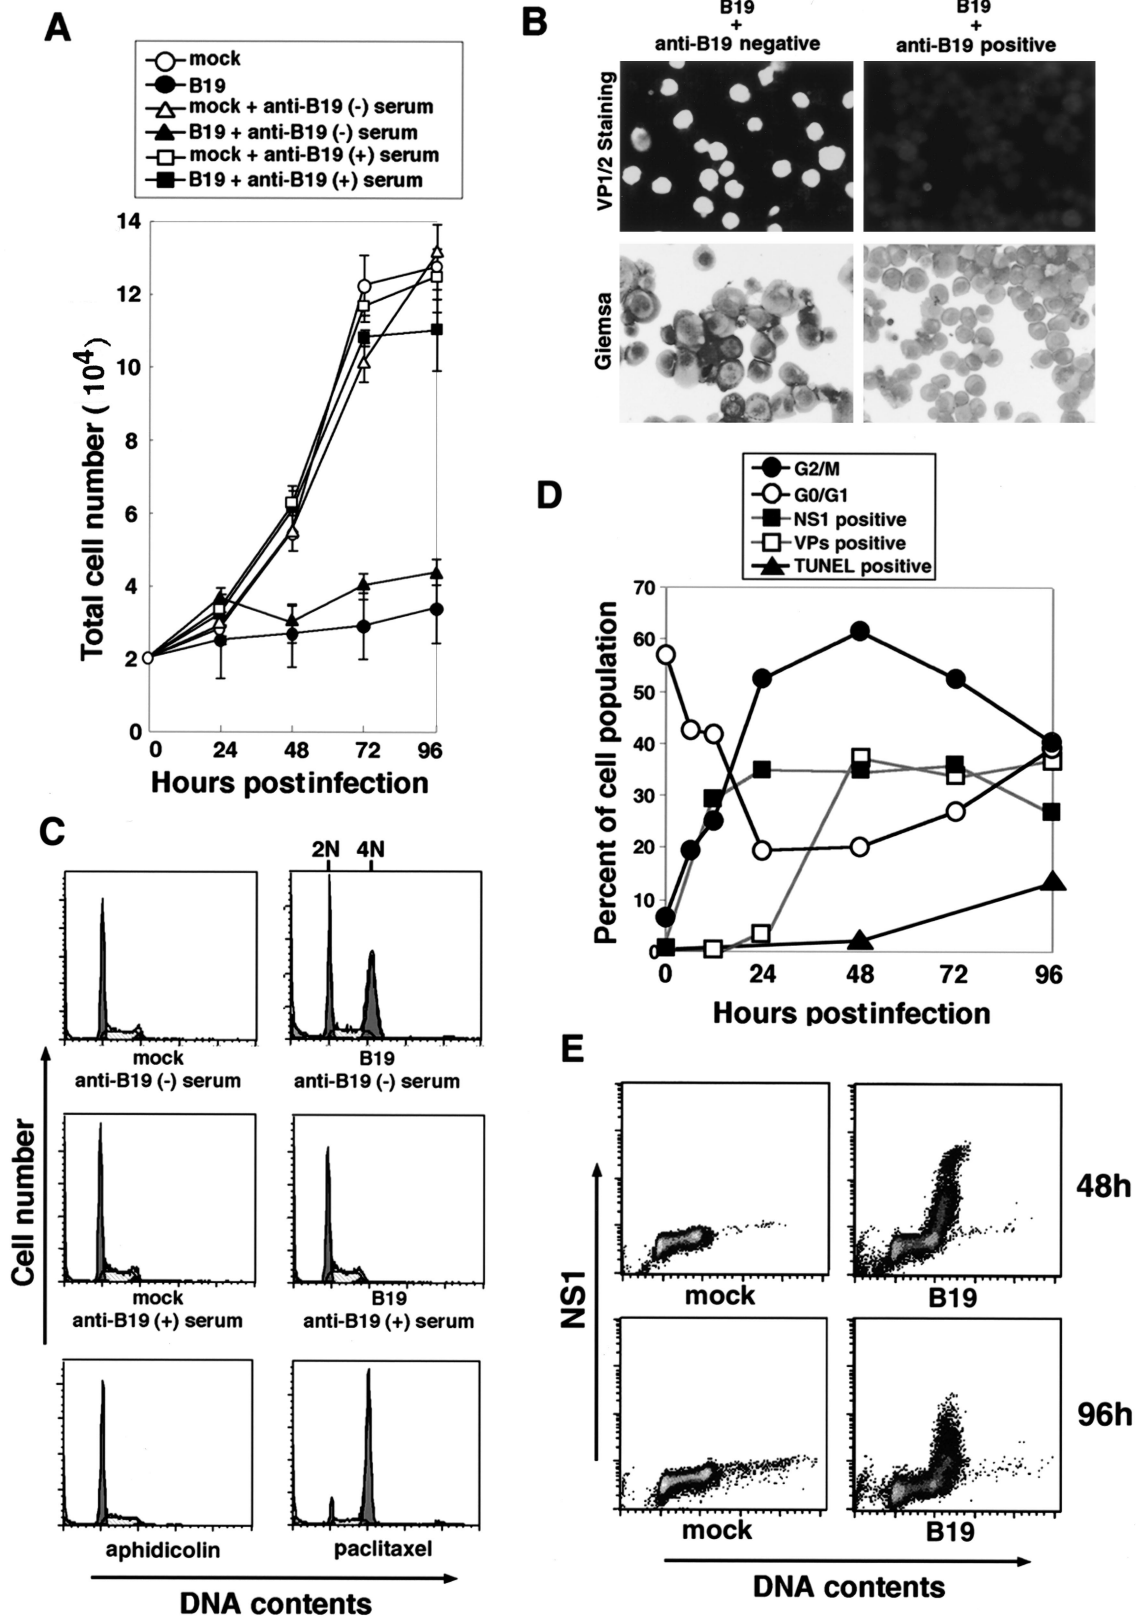 A
mock
B19
mock + anti-B19 (-) serum
B19 + anti-B19 (-) serum
mock + anti-B19 (+) serum
B19 + anti-B19 (+) serum
Total cell number ( 10⁴)
14
12
10
8
6
4
2
0
0 24 48 72 96
Hours postinfection
B
B19
+
anti-B19 negative
B19
+
anti-B19 positive
VP1/2 Staining
Giemsa
C
2N 4N
mock
anti-B19 (-) serum
B19
anti-B19 (-) serum
mock
anti-B19 (+) serum
B19
anti-B19 (+) serum
aphidicolin
paclitaxel
Cell number
DNA contents
D
G2/M
G0/G1
NS1 positive
VPs positive
TUNEL positive
Percent of cell population
70
60
50
40
30
20
10
0
0 24 48 72 96
Hours postinfection
E
NS1
48h
mock B19
96h
mock B19
DNA contents